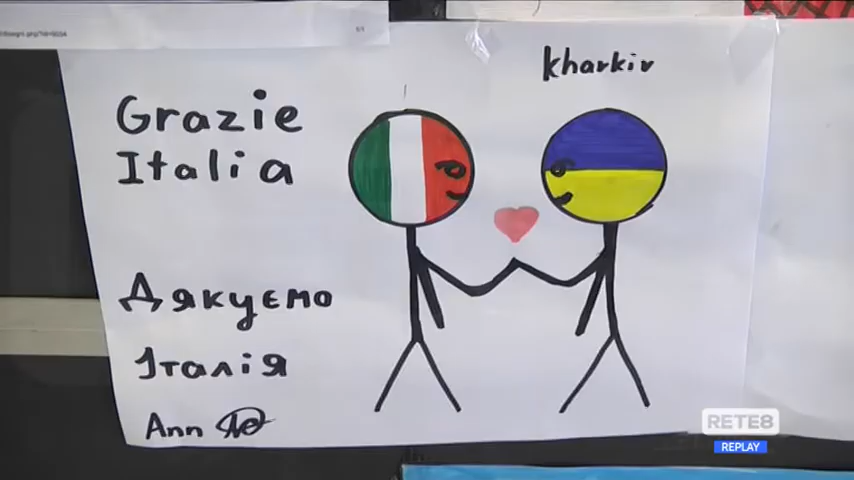 kharkiv
Grazie
Italia
Дякуємо
Італія
Ann
RETE8
REPLAY